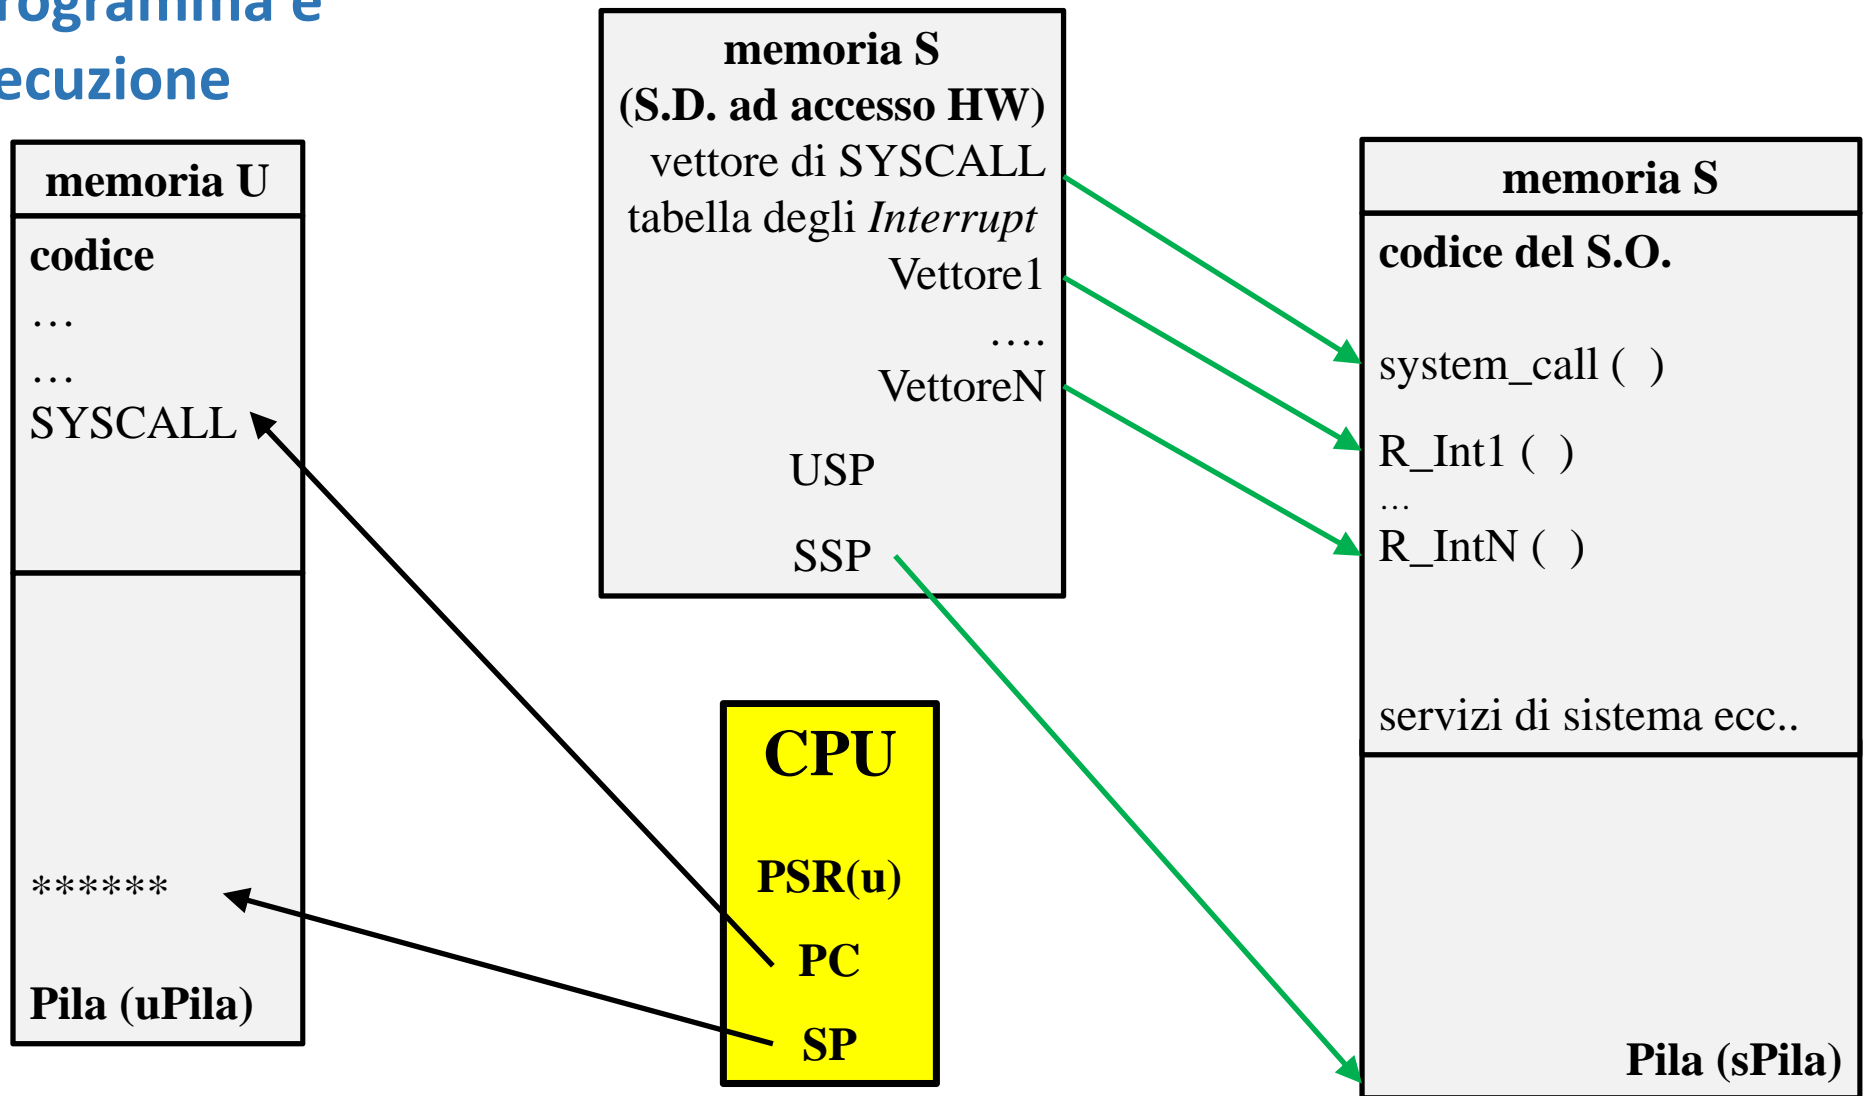 rogramma e
ecuzione
memoria U
codice
…
…
SYSCALL
******
Pila (uPila)
memoria S
(S.D. ad accesso HW)
vettore di SYSCALL
tabella degli Interrupt
Vettore1
….
VettoreN
USP
SSP
CPU
PSR(u)
PC
SP
memoria S
codice del S.O.
system_call ( )
R_Int1 ( )
…
R_IntN ( )
servizi di sistema ecc..
Pila (sPila)